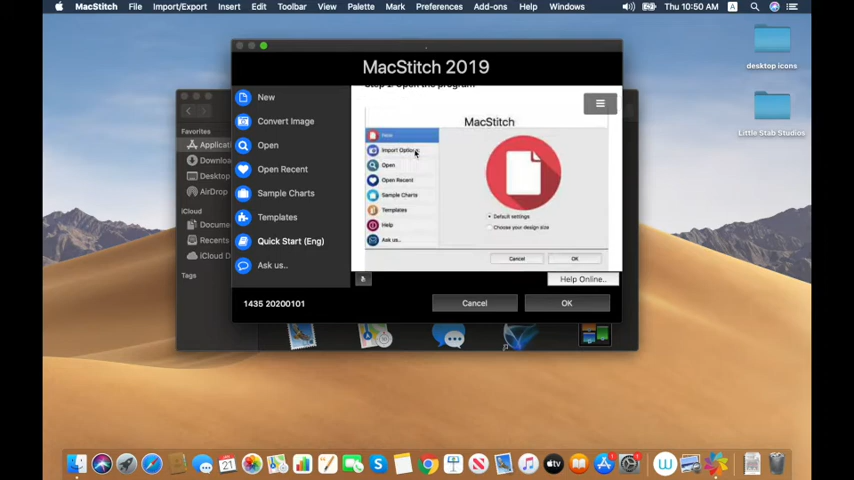 MacStitch File Import/Export Insert Edit Toolbar View Palette Mark Preferences Add-ons Help Windows Thu 10:50 AM A
desktop icons
Little Stab Studios
MacStitch 2019
New
Convert Image
Open
Open Recent
Sample Charts
Templates
Quick Start (Eng)
Ask us..
Favorites
Applicat
Downloa
Desktop
AirDrop
iCloud
Docume
Recents
iCloud D
Tags
Step 1: Open the program
MacStitch
New
Import Options
Open
Open Recent
Sample Charts
Templates
Help
Ask us...
Default settings
Choose your design size
Cancel OK
Help Online..
1435 20200101
Cancel
OK